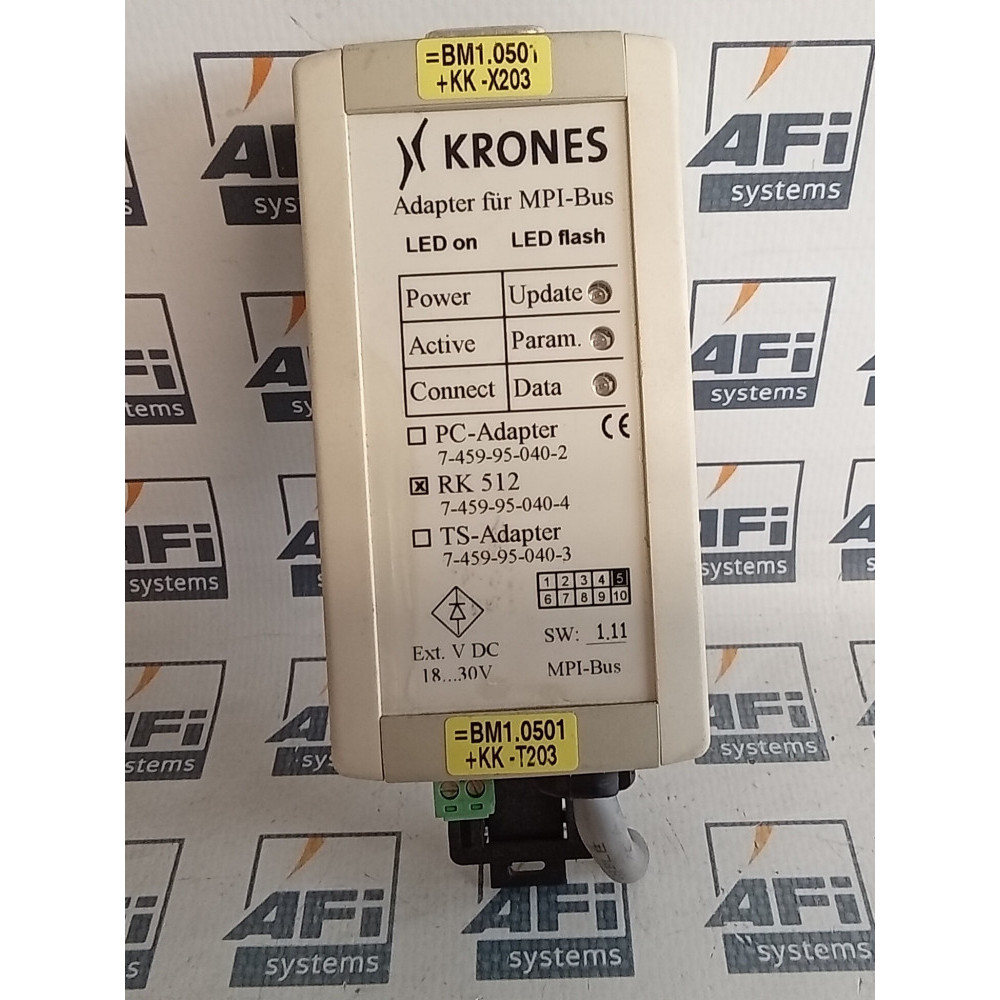 =BM1.0501
+KK -X203
KRONES
Adapter für MPI-Bus
LED on LED flash
Power Update
Active Param.
Connect Data
PC-Adapter CE
7-459-95-040-2
RK 512
7-459-95-040-4
TS-Adapter
7-459-95-040-3
1 2 3 4 5
6 7 8 9 10
SW: 1.11
Ext. V DC
18...30V
MPI-Bus
=BM1.0501
+KK -T203
AFi
systems